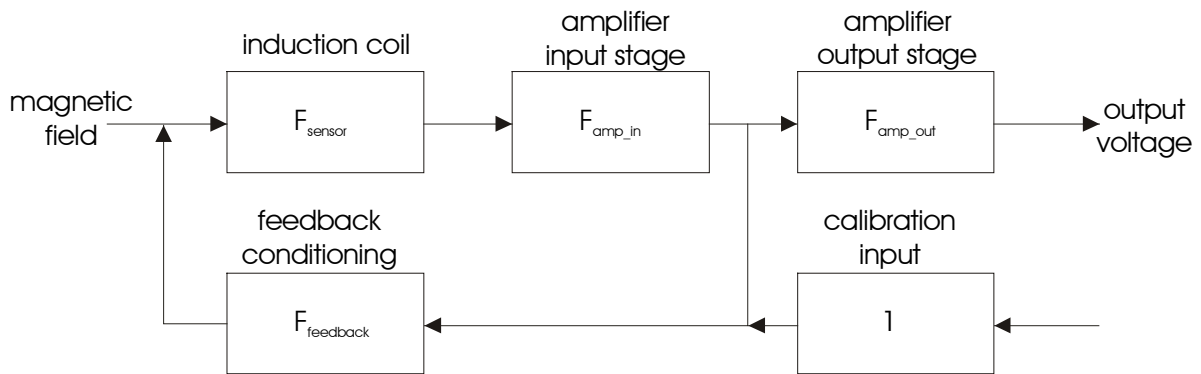 magnetic
field
induction coil
F_sensor
amplifier
input stage
F_amp_in
amplifier
output stage
F_amp_out
output
voltage
feedback
conditioning
F_feedback
calibration
input
1